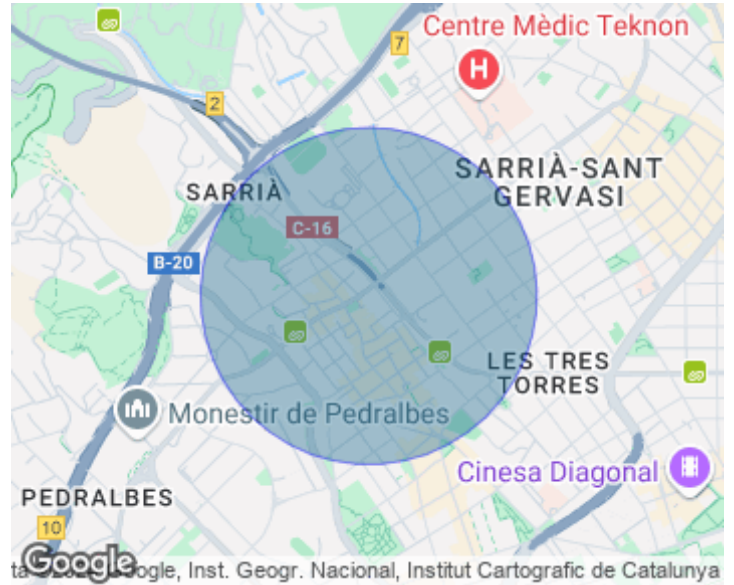 Centre Mèdic Teknon
H
7
2
SARRIÀ-SANT
GERVASI
SARRIÀ
C-16
B-20
LES TRES
TORRES
Monestir de Pedralbes
Cinesa Diagonal
PEDRALBES
10
Google
Google, Inst. Geogr. Nacional, Institut Cartografic de Catalunya